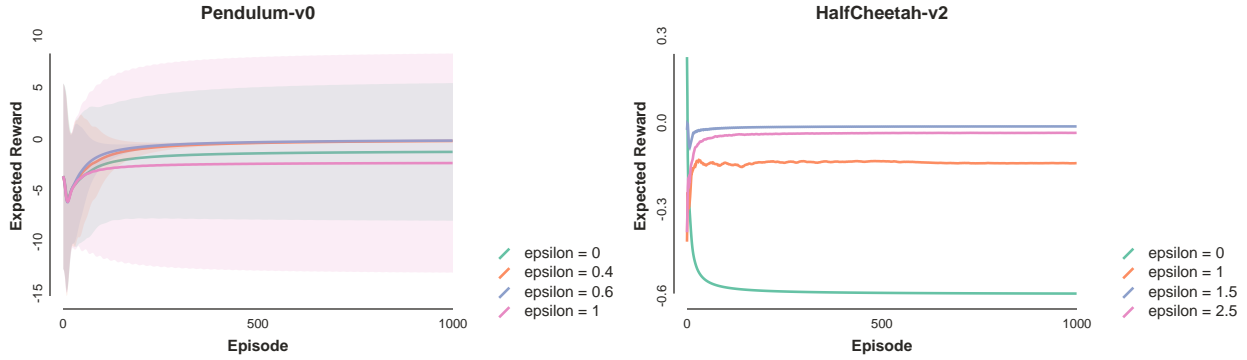 Pendulum-v0
10
5
0
-5
-10
-15
Expected Reward
0
500
1000
Episode
epsilon = 0
epsilon = 0.4
epsilon = 0.6
epsilon = 1
HalfCheetah-v2
0.3
0.0
-0.3
-0.6
Expected Reward
0
500
1000
Episode
epsilon = 0
epsilon = 1
epsilon = 1.5
epsilon = 2.5